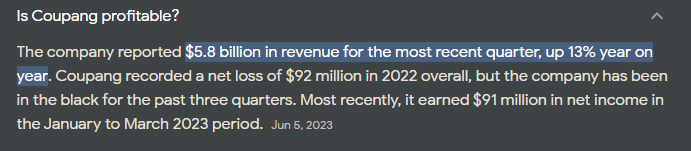 Is Coupang profitable?
The company reported $5.8 billion in revenue for the most recent quarter, up 13% year on
year. Coupang recorded a net loss of $92 million in 2022 overall, but the company has been
in the black for the past three quarters. Most recently, it earned $91 million in net income in
the January to March 2023 period. Jun 5, 2023